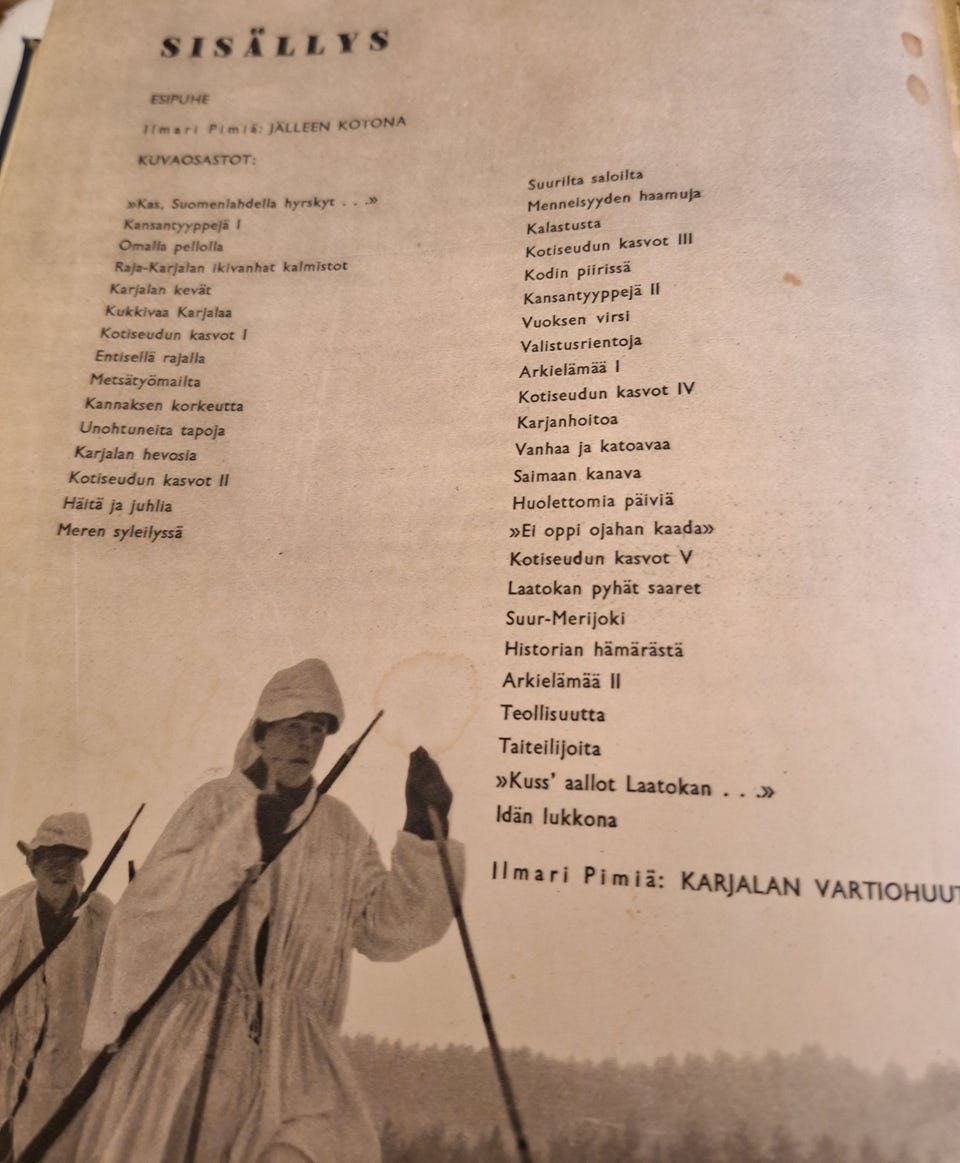 SISÄLLYS
ESIPUHE
Ilmari Pimiä: JÄLLEEN KOTONA
KUVAOSASTOT:
»Kas, Suomenlahdella hyrskyt . . .»
Kansantyyppejä I
Omalla pellolla
Raja-Karjalan ikivanhat kalmistot
Karjalan kevät
Kukkivaa Karjalaa
Kotiseudun kasvot I
Entisellä rajalla
Metsätyömailta
Kannaksen korkeutta
Unohtuneita tapoja
Karjalan hevosia
Kotiseudun kasvot II
Häitä ja juhlia
Meren syleilyssä
Suurilta saloilta
Menneisyyden haamuja
Kalastusta
Kotiseudun kasvot III
Kodin piirissä
Kansantyyppejä II
Vuoksen virsi
Valistusrientoja
Arkielämää I
Kotiseudun kasvot IV
Karjanhoitoa
Vanhaa ja katoavaa
Saimaan kanava
Huolettomia päiviä
»Ei oppi ojahan kaada»
Kotiseudun kasvot V
Laatokan pyhät saaret
Suur-Merijoki
Historian hämärästä
Arkielämää II
Teollisuutta
Taiteilijoita
»Kuss' aallot Laatokan . . .»
Idän lukkona
Ilmari Pimiä: KARJALAN VARTIOHUUT